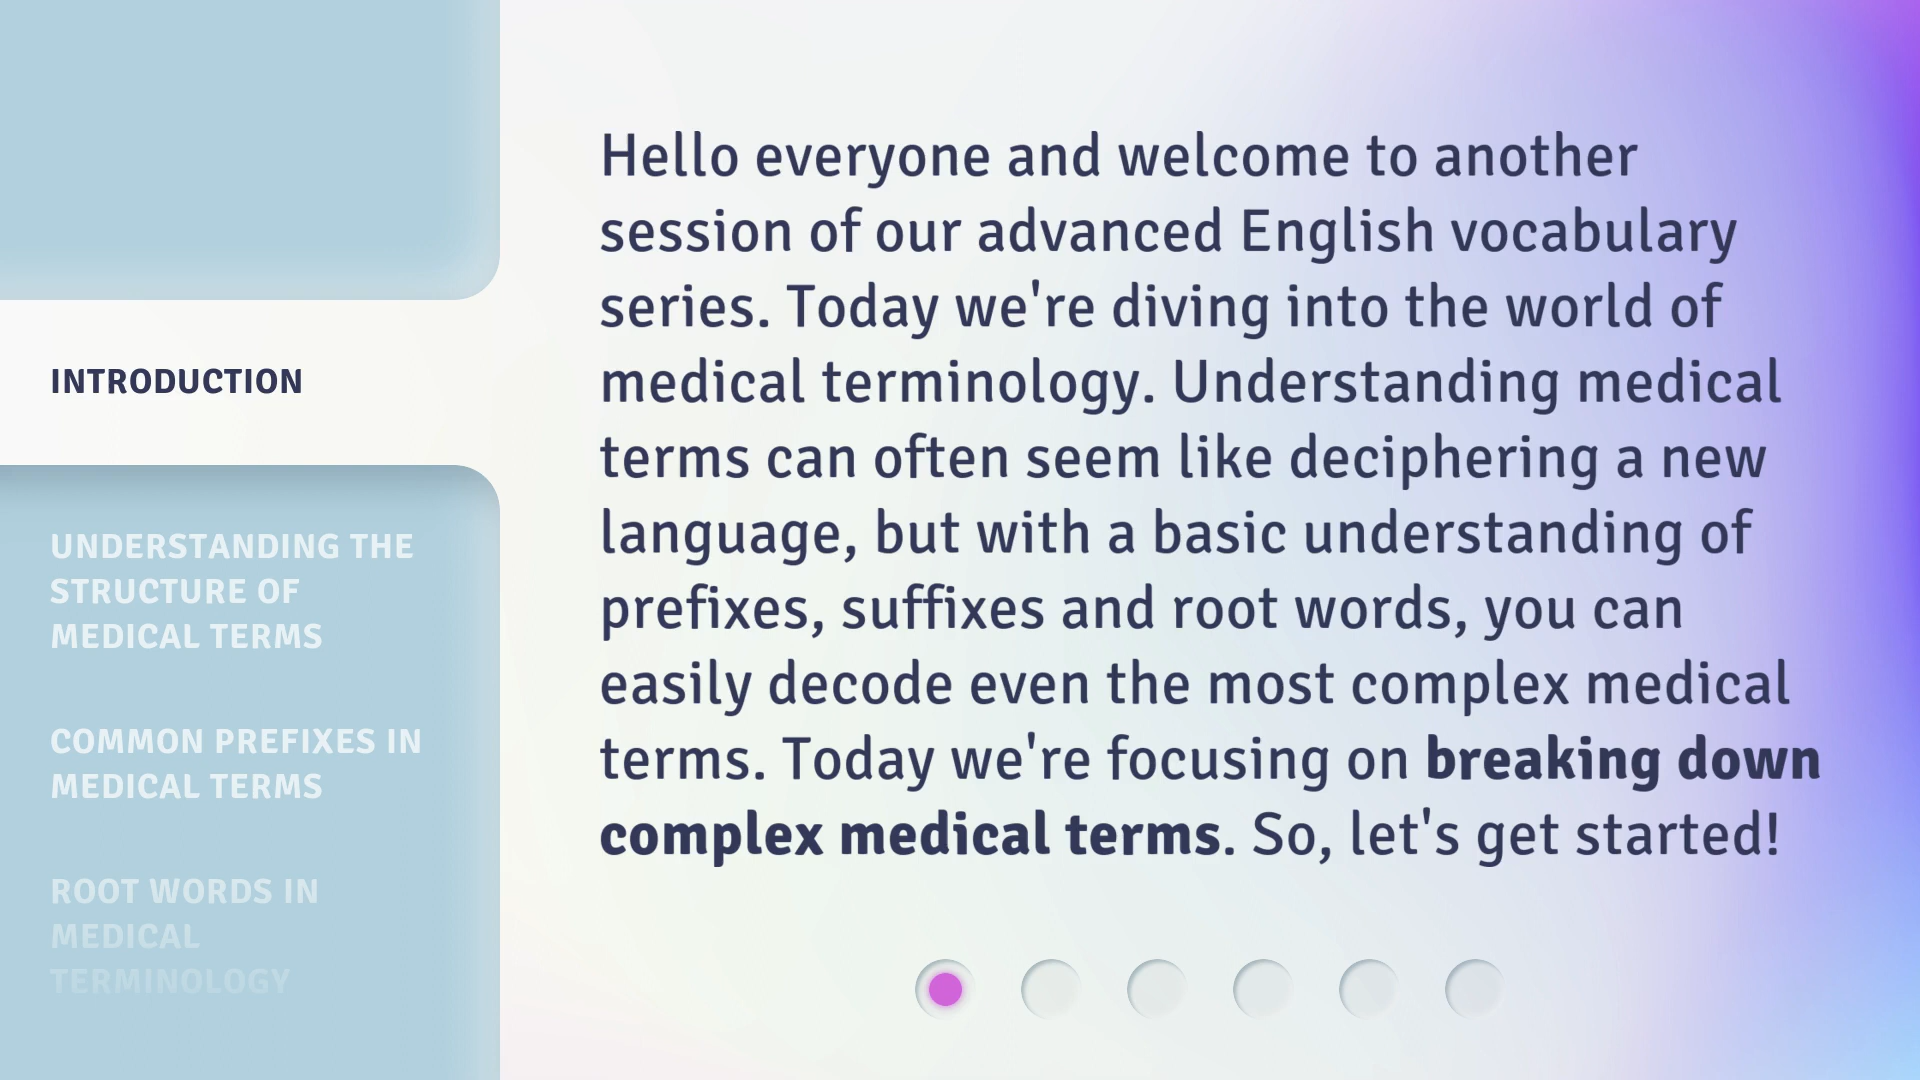 INTRODUCTION
UNDERSTANDING THE
STRUCTURE OF
MEDICAL TERMS
COMMON PREFIXES IN
MEDICAL TERMS
ROOT WORDS IN
MEDICAL
TERMINOLOGY
Hello everyone and welcome to another
session of our advanced English vocabulary
series. Today we're diving into the world of
medical terminology. Understanding medical
terms can often seem like deciphering a new
language, but with a basic understanding of
prefixes, suffixes and root words, you can
easily decode even the most complex medical
terms. Today we're focusing on breaking down
complex medical terms. So, let's get started!